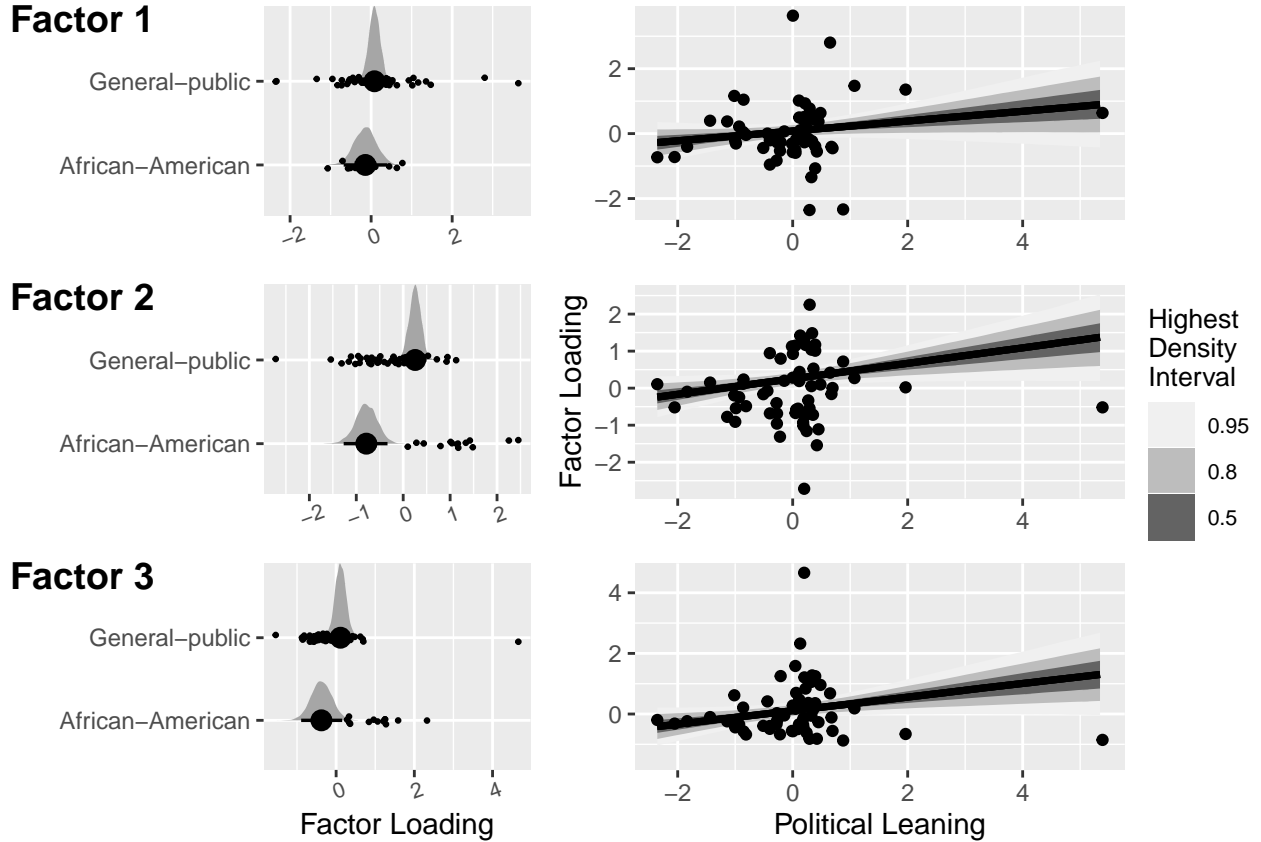 Factor 1
General−public
African−American
−2
0
2
2
0
−2
−2
0
2
4
Factor 2
General−public
African−American
−2
−1
0
1
2
Factor Loading
2
1
0
−1
−2
−2
0
2
4
Highest
Density
Interval
0.95
0.8
0.5
Factor 3
General−public
African−American
0
2
4
Factor Loading
4
2
0
−2
0
2
4
Political Leaning